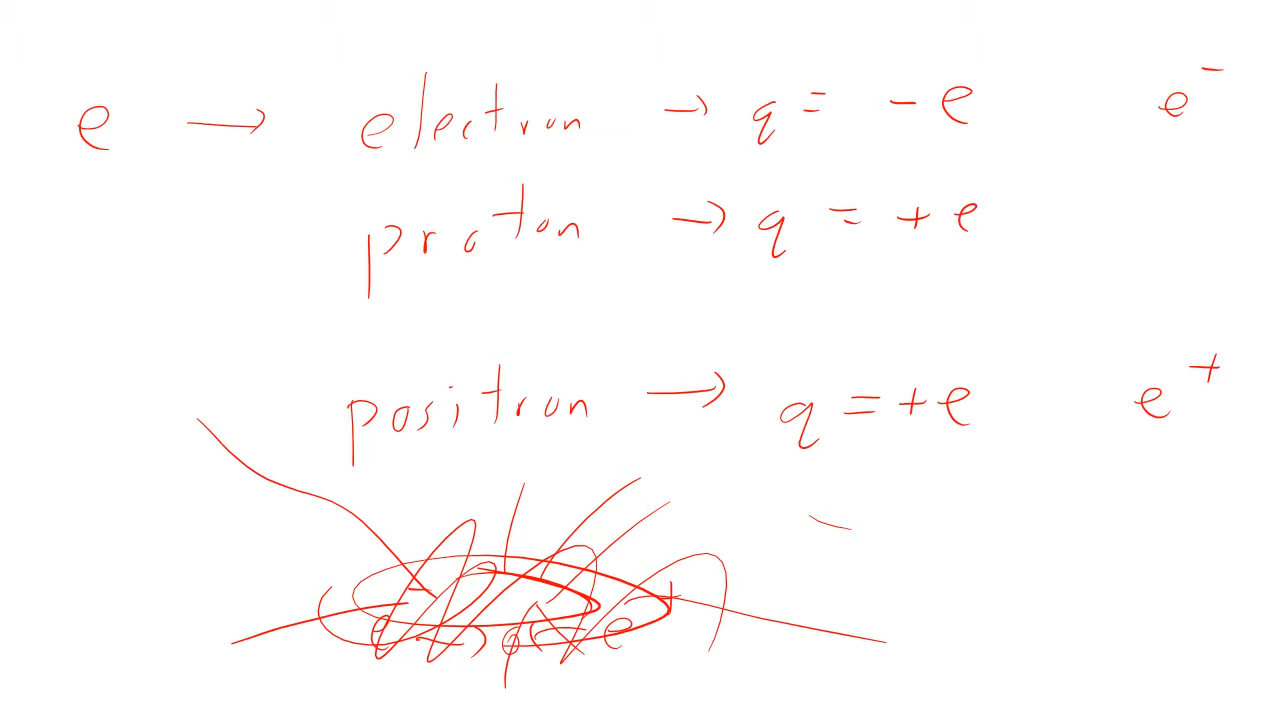 e → electron → q = - e e⁻
proton → q = + e
positron → q = + e e⁺